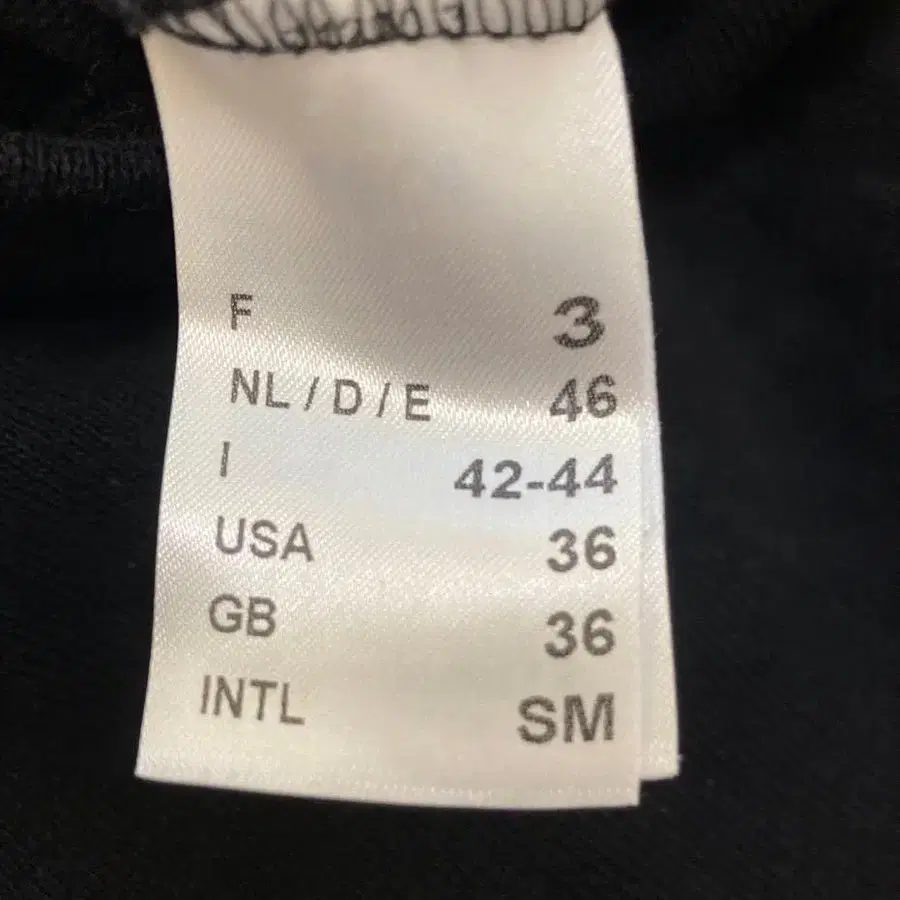 F 3
NL / D / E 46
I 42-44
USA 36
GB 36
INTL SM